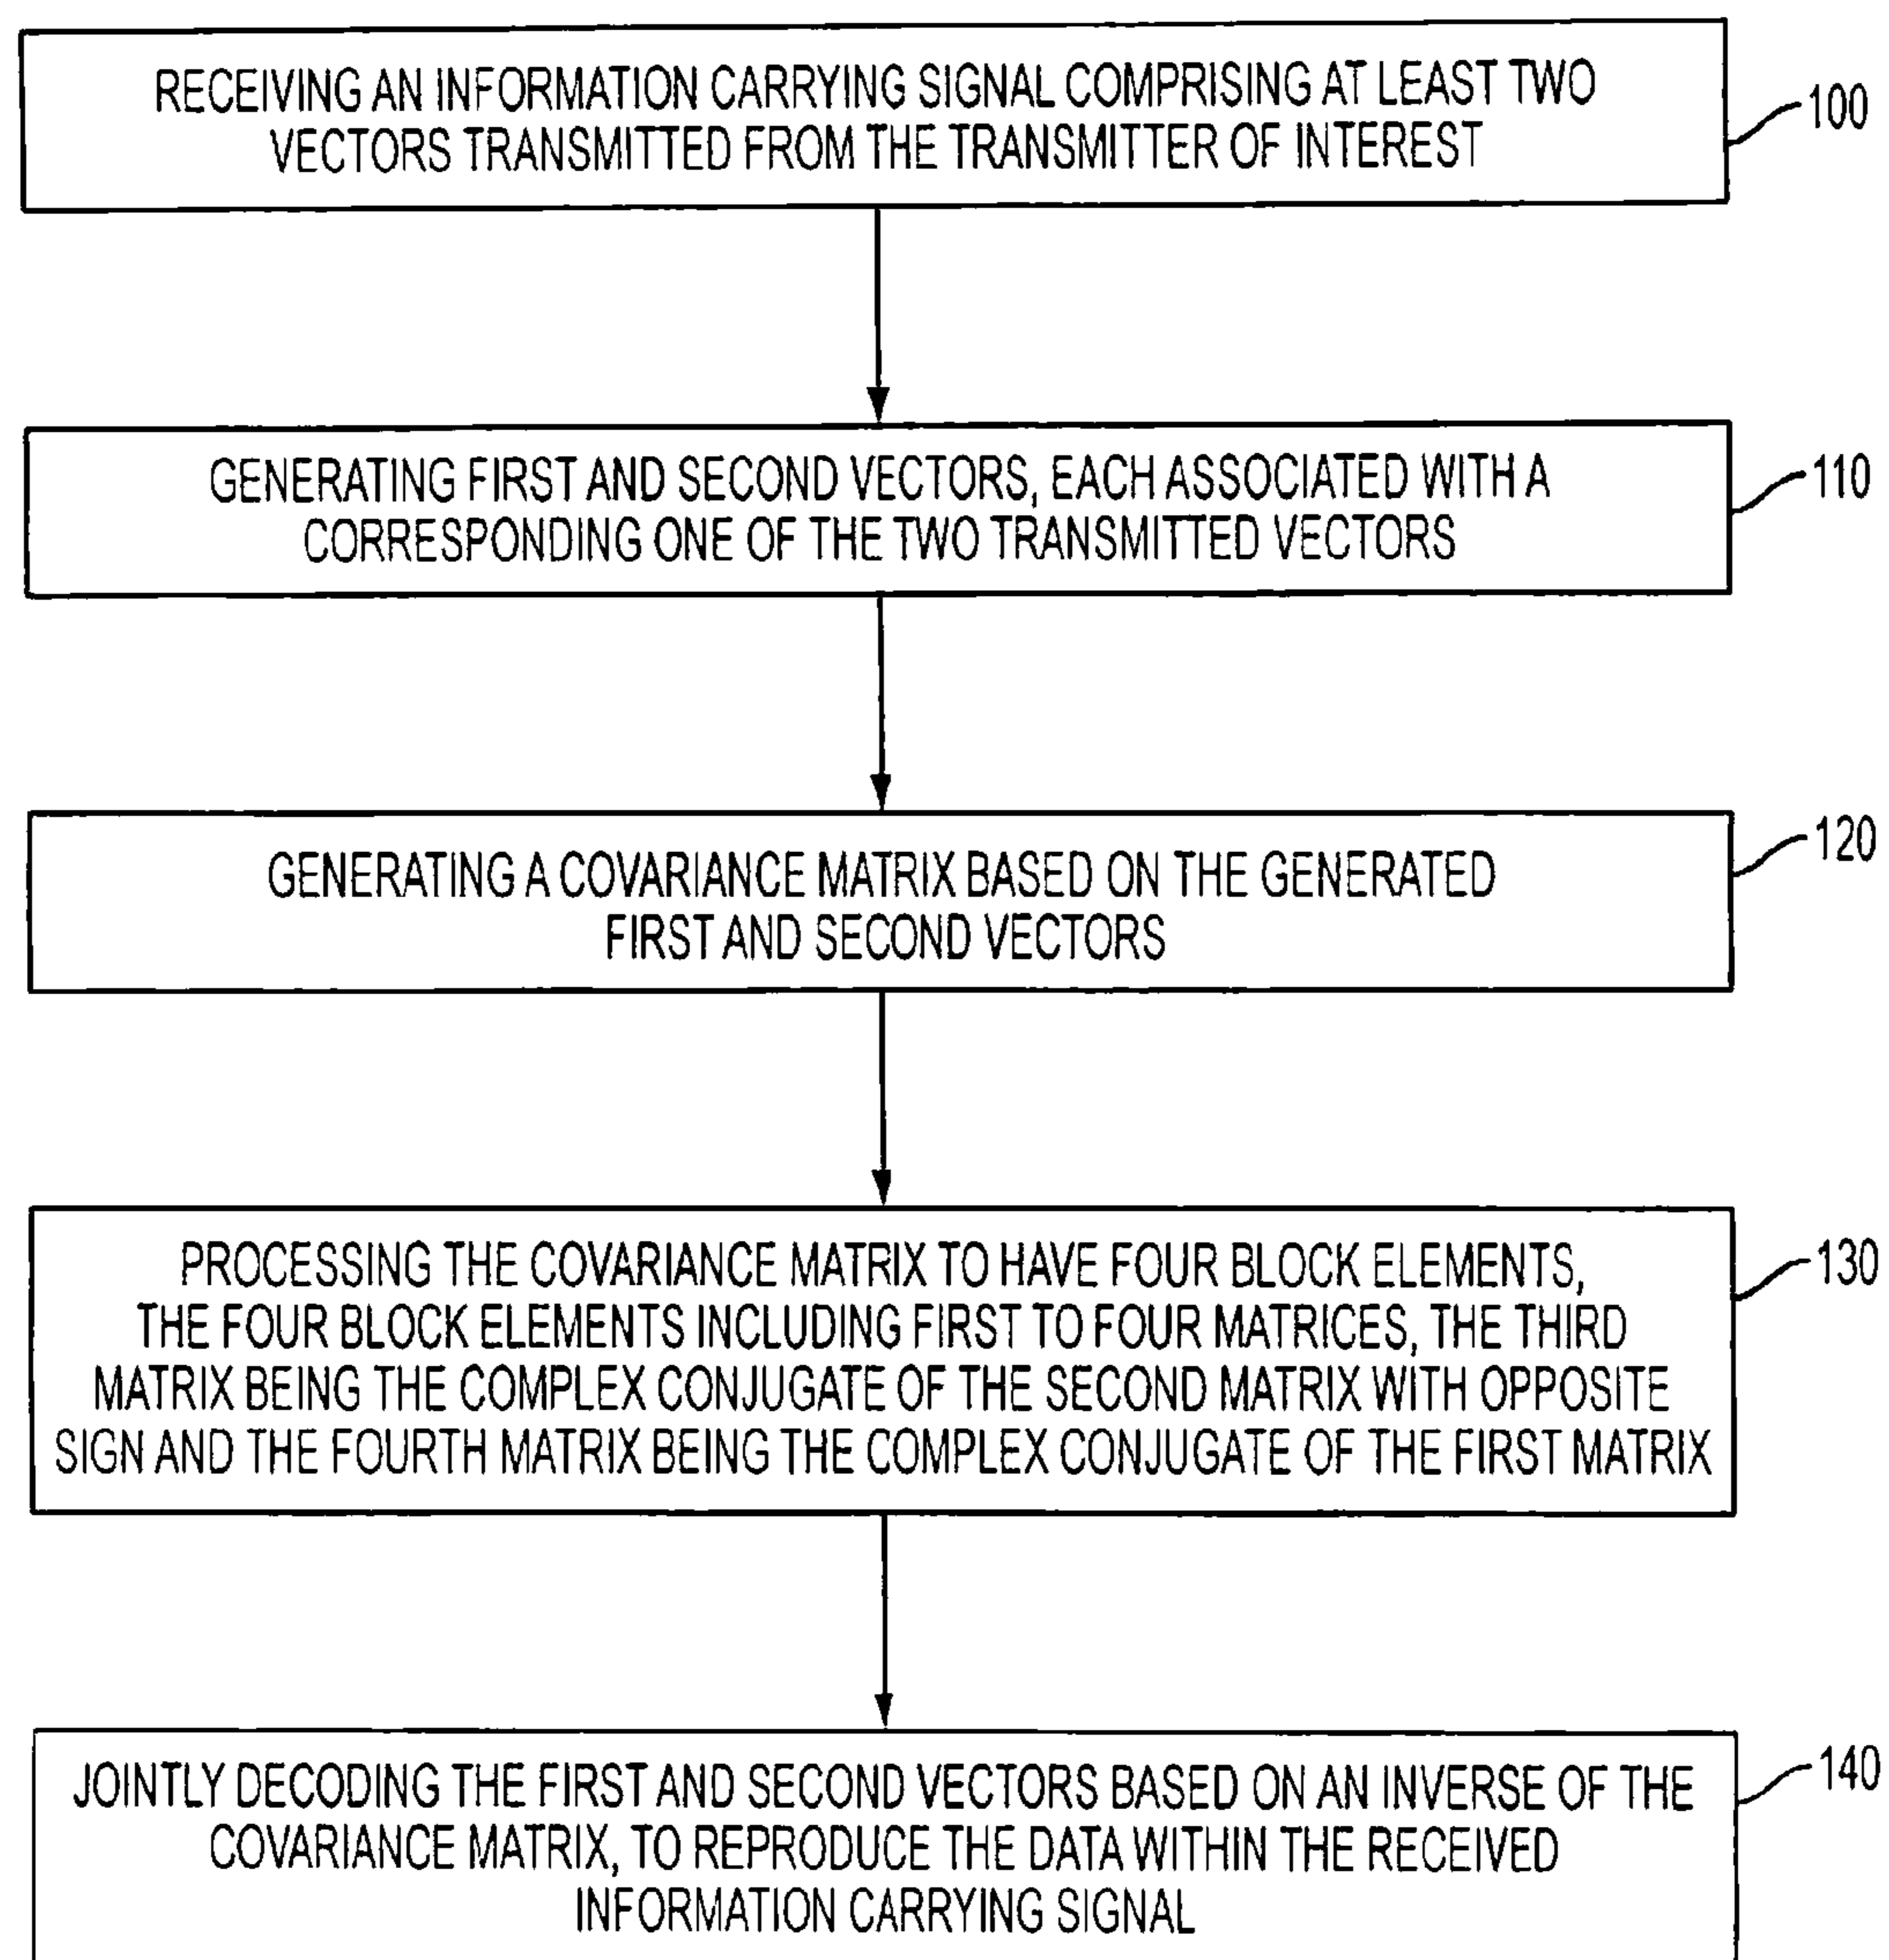 RECEIVING AN INFORMATION CARRYING SIGNAL COMPRISING AT LEAST TWO
VECTORS TRANSMITTED FROM THE TRANSMITTER OF INTEREST
100
GENERATING FIRST AND SECOND VECTORS, EACH ASSOCIATED WITH A
CORRESPONDING ONE OF THE TWO TRANSMITTED VECTORS
110
GENERATING A COVARIANCE MATRIX BASED ON THE GENERATED
FIRST AND SECOND VECTORS
120
PROCESSING THE COVARIANCE MATRIX TO HAVE FOUR BLOCK ELEMENTS,
THE FOUR BLOCK ELEMENTS INCLUDING FIRST TO FOUR MATRICES, THE THIRD
MATRIX BEING THE COMPLEX CONJUGATE OF THE SECOND MATRIX WITH OPPOSITE
SIGN AND THE FOURTH MATRIX BEING THE COMPLEX CONJUGATE OF THE FIRST MATRIX
130
JOINTLY DECODING THE FIRST AND SECOND VECTORS BASED ON AN INVERSE OF THE
COVARIANCE MATRIX, TO REPRODUCE THE DATA WITHIN THE RECEIVED
INFORMATION CARRYING SIGNAL
140